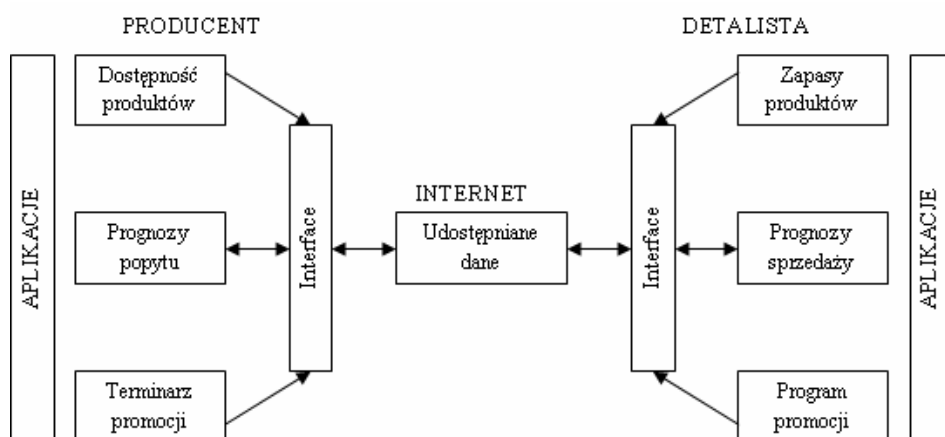 PRODUCENT
DETALISTA
APLIKACJE
Dostępność
produktów
Zapasy
produktów
APLIKACJE
Interface
INTERNET
Interface
Prognozy
popytu
Udostępniane
dane
Prognozy
sprzedaży
Terminarz
promocji
Program
promocji